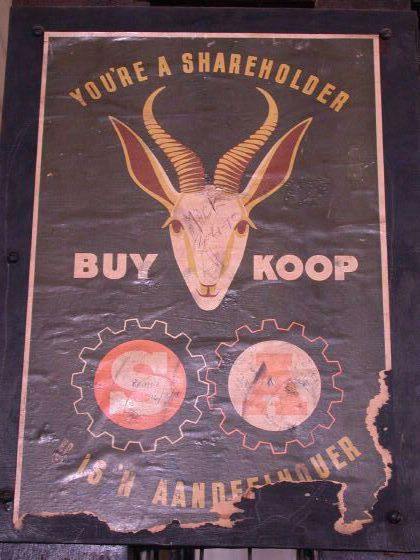 YOU'RE A SHAREHOLDER
BUY KOOP
S A
IS 'N AANDEELHOUER